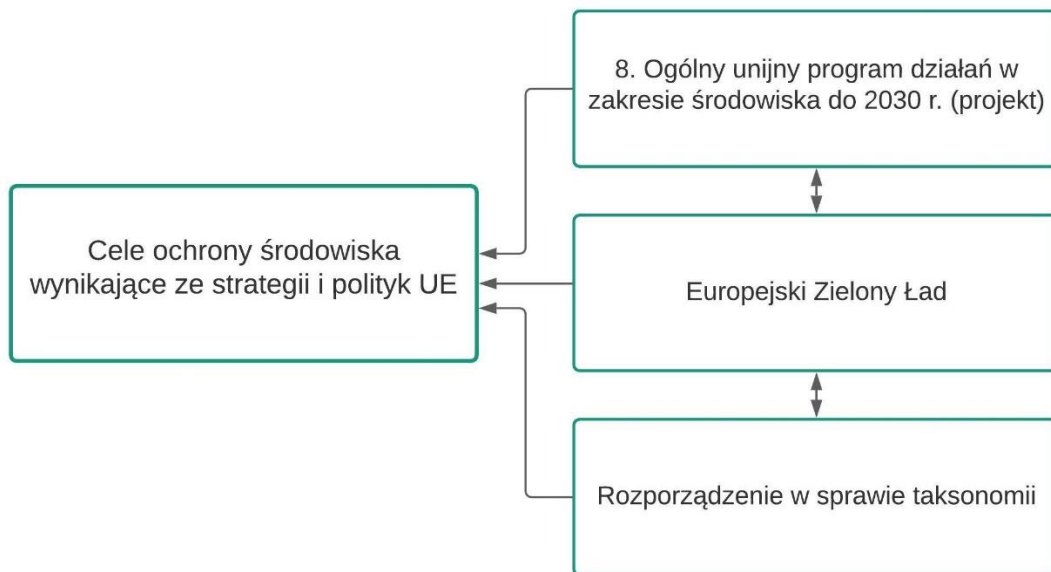 8. Ogólny unijny program działań w
zakresie środowiska do 2030 r. (projekt)
Cele ochrony środowiska
wynikające ze strategii i polityk UE
Europejski Zielony Ład
Rozporządzenie w sprawie taksonomii